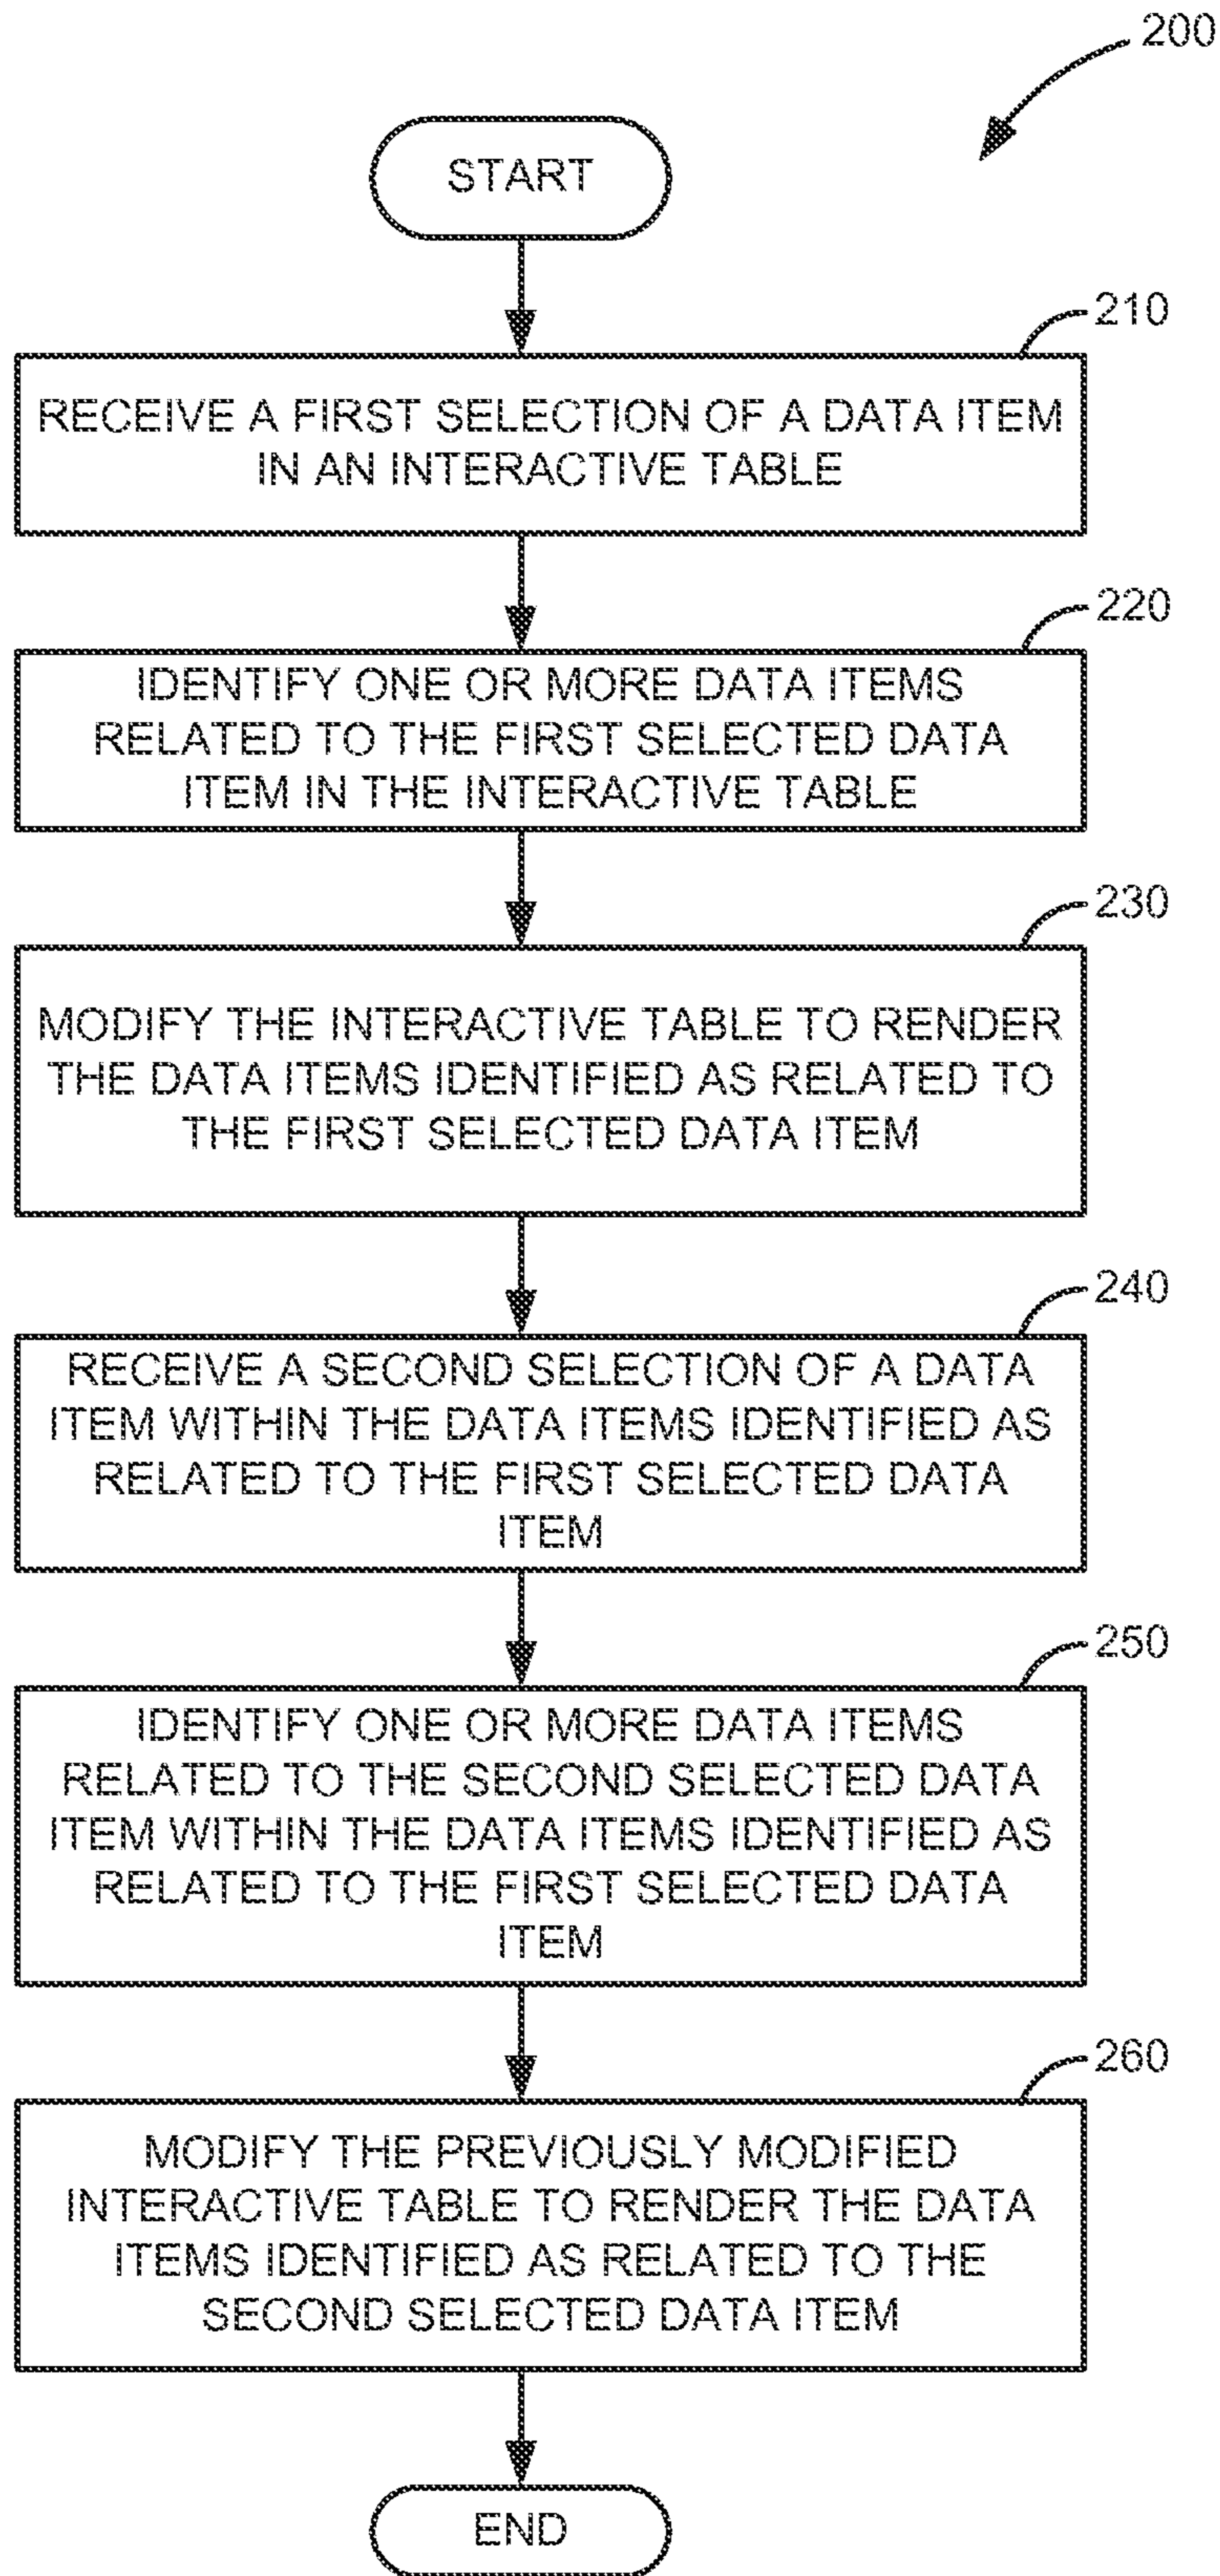 200
START
210
RECEIVE A FIRST SELECTION OF A DATA ITEM
IN AN INTERACTIVE TABLE
220
IDENTIFY ONE OR MORE DATA ITEMS
RELATED TO THE FIRST SELECTED DATA
ITEM IN THE INTERACTIVE TABLE
230
MODIFY THE INTERACTIVE TABLE TO RENDER
THE DATA ITEMS IDENTIFIED AS RELATED TO
THE FIRST SELECTED DATA ITEM
240
RECEIVE A SECOND SELECTION OF A DATA
ITEM WITHIN THE DATA ITEMS IDENTIFIED AS
RELATED TO THE FIRST SELECTED DATA
ITEM
250
IDENTIFY ONE OR MORE DATA ITEMS
RELATED TO THE SECOND SELECTED DATA
ITEM WITHIN THE DATA ITEMS IDENTIFIED AS
RELATED TO THE FIRST SELECTED DATA
ITEM
260
MODIFY THE PREVIOUSLY MODIFIED
INTERACTIVE TABLE TO RENDER THE DATA
ITEMS IDENTIFIED AS RELATED TO THE
SECOND SELECTED DATA ITEM
END